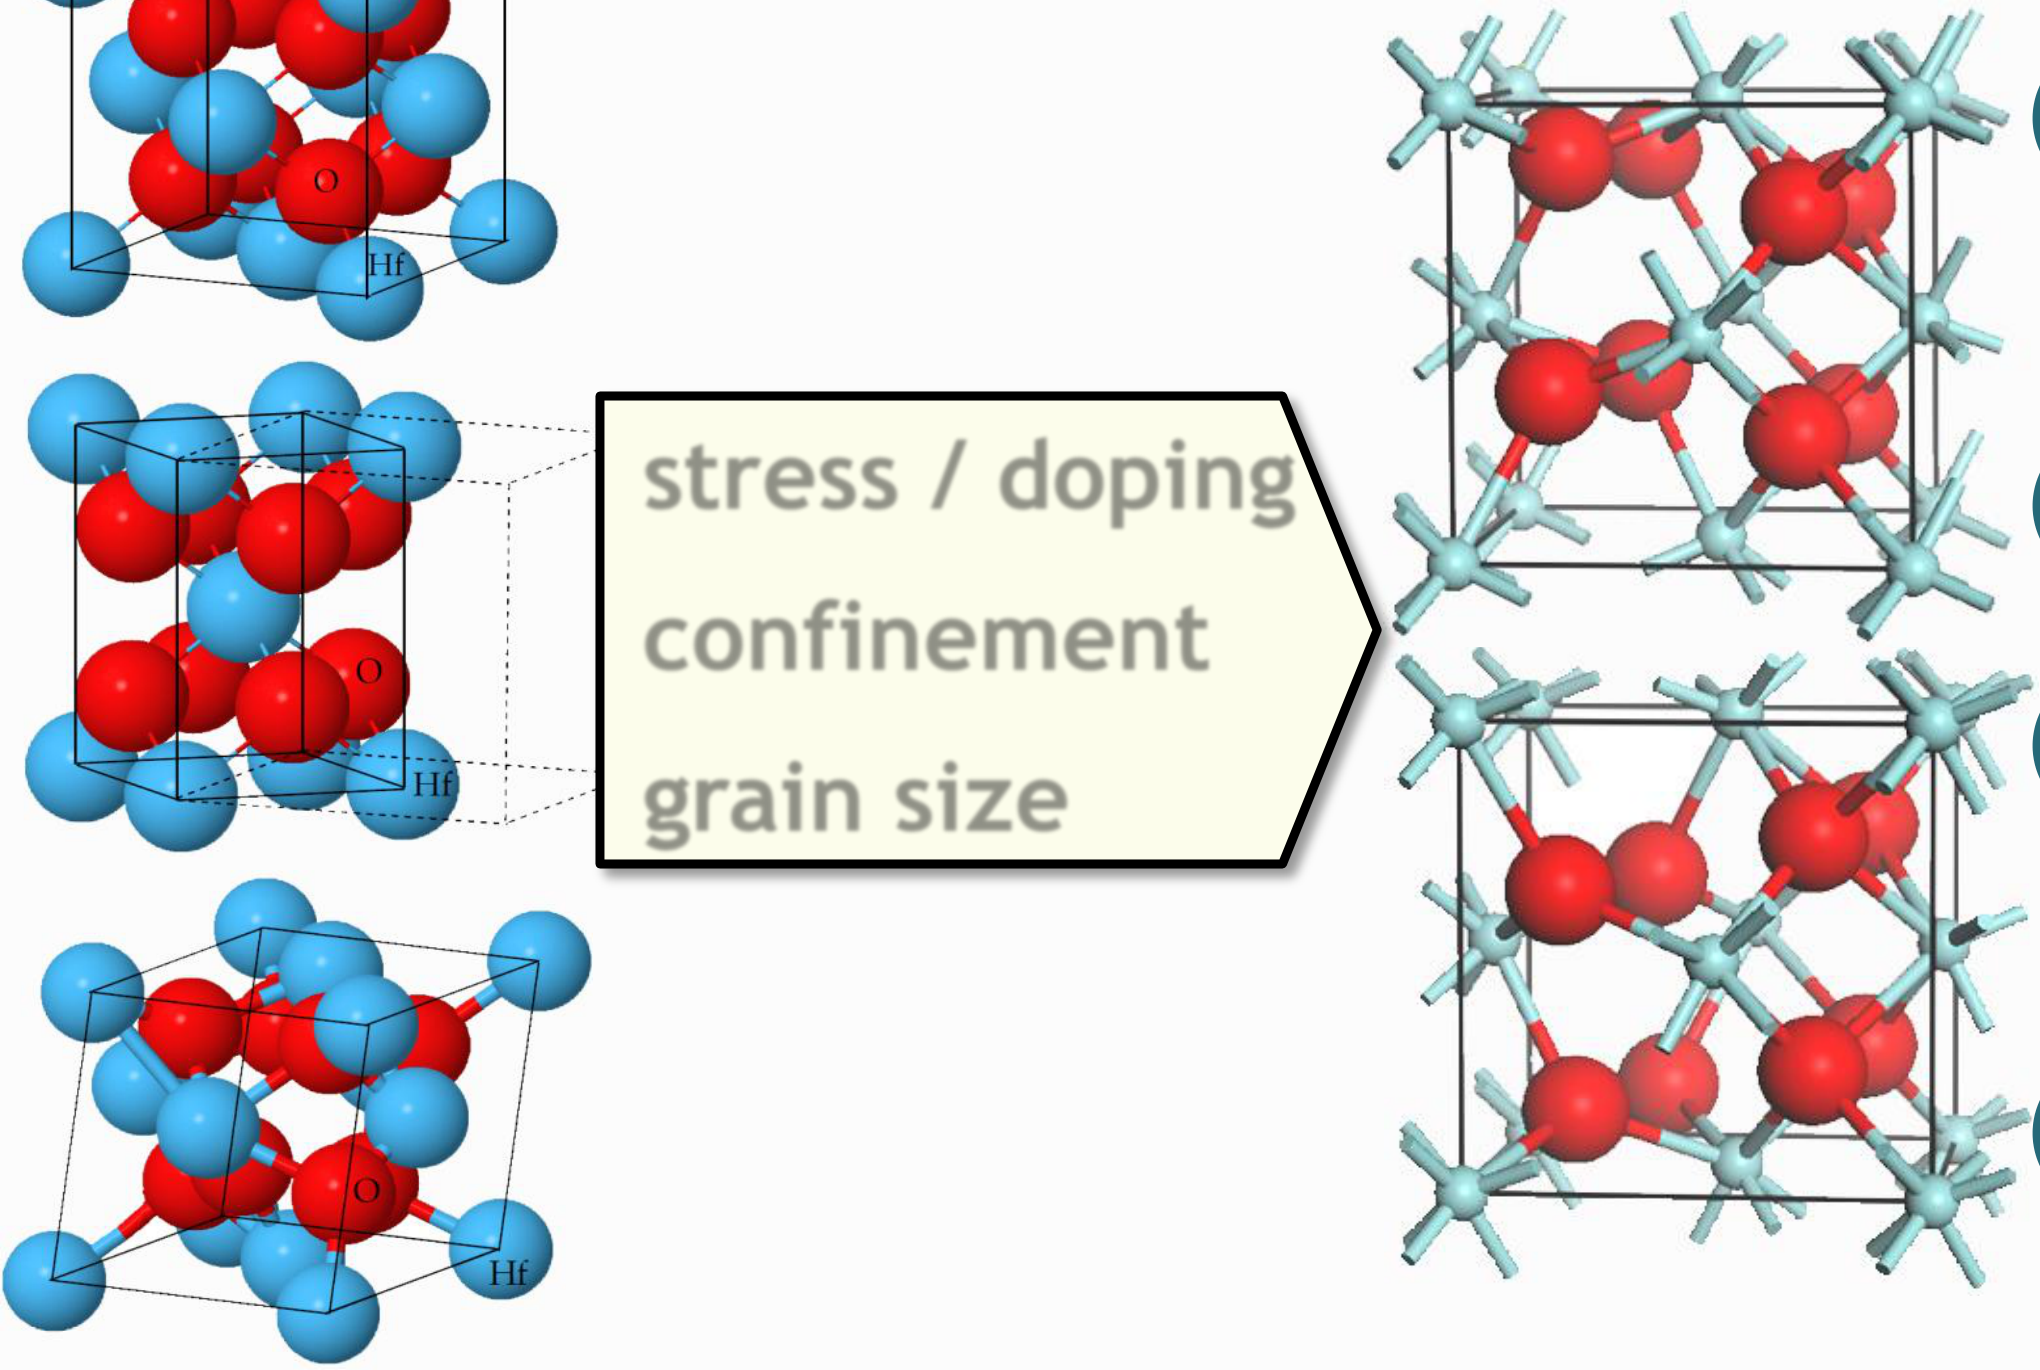 O
Hf
stress / doping
confinement
grain size
O
Hf
O
Hf